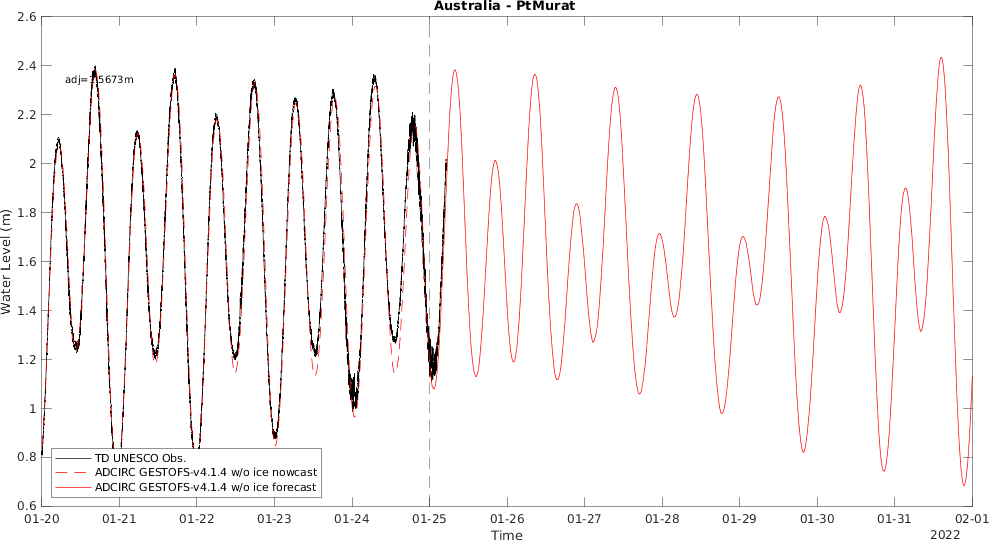 Australia - PtMurat
2.6
2.4
2.2
2
1.8
1.6
1.4
1.2
1
0.8
0.6
Water Level (m)
adj=1.5673m
TD UNESCO Obs.
ADCIRC GESTOFS-v4.1.4 w/o ice nowcast
ADCIRC GESTOFS-v4.1.4 w/o ice forecast
01-20 01-21 01-22 01-23 01-24 01-25 01-26 01-27 01-28 01-29 01-30 01-31 02-01
Time
2022